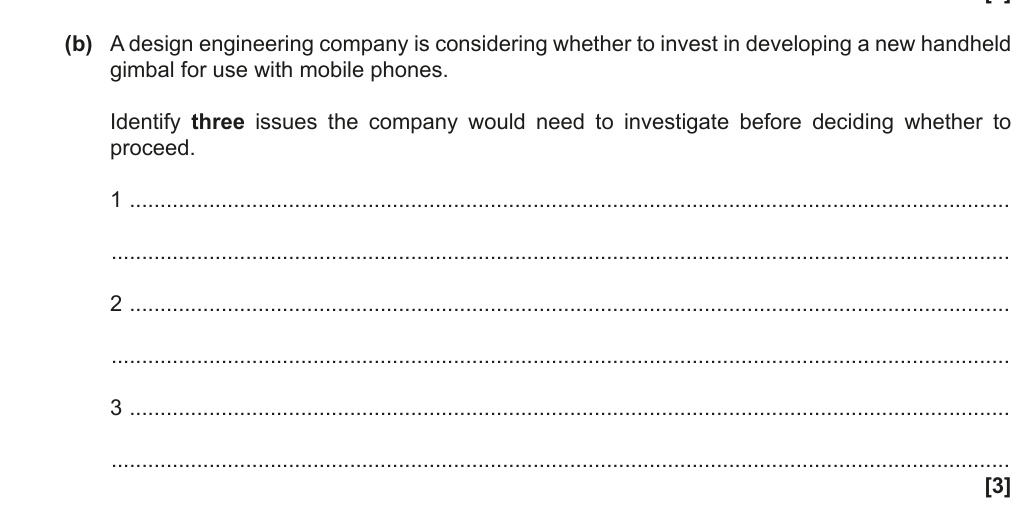 (b) A design engineering company is considering whether to invest in developing a new handheld
gimbal for use with mobile phones.
Identify three issues the company would need to investigate before deciding whether to
proceed.
1 ....................................................................................................
....................................................................................................
2 ....................................................................................................
....................................................................................................
3 ....................................................................................................
....................................................................................................
[3]